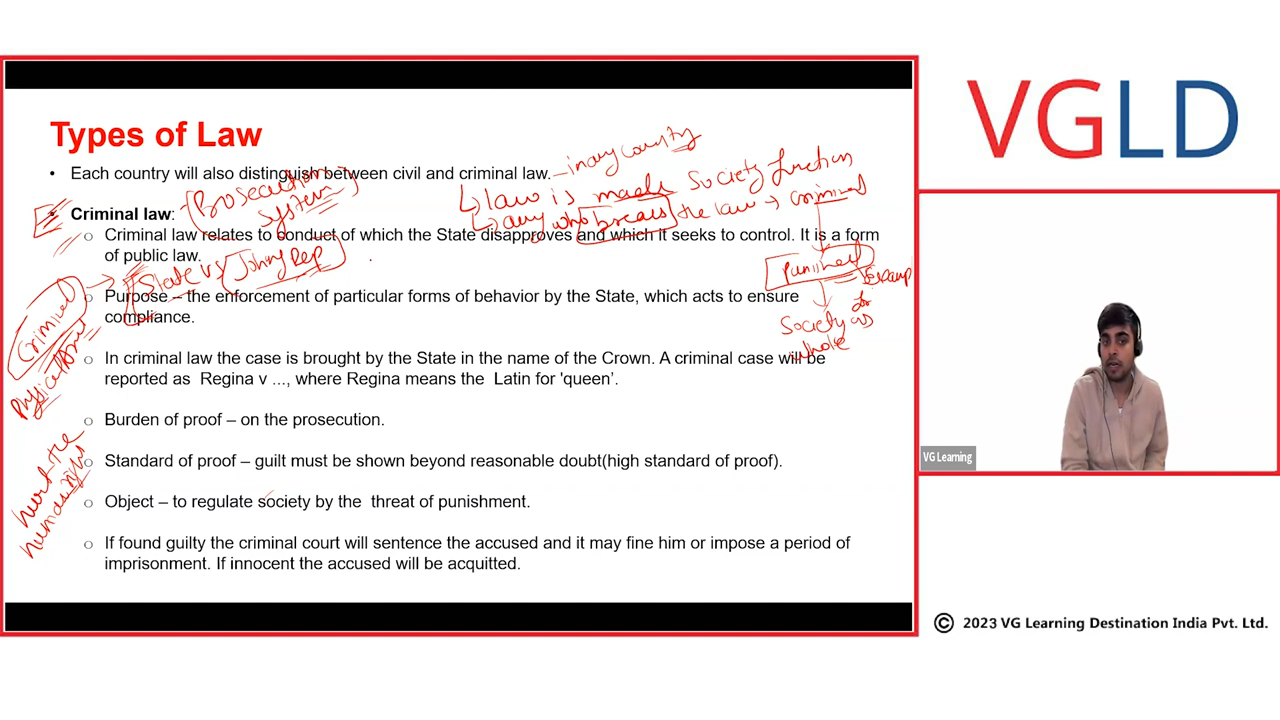 Types of Law
• Each country will also distinguish between civil and criminal law. – in any country
↳ law is made society function
(Prosecution system)
↳ any who breaks the law → criminal
• Criminal law:
o Criminal law relates to conduct of which the State disapproves and which it seeks to control. It is a form
of public law.
State vs Johny Dep
punished
Examp
for
Society as
whole
o Purpose – the enforcement of particular forms of behavior by the State, which acts to ensure
compliance.
Criminal
o In criminal law the case is brought by the State in the name of the Crown. A criminal case will be
reported as Regina v ..., where Regina means the Latin for 'queen'.
o Burden of proof – on the prosecution.
hurt the
o Standard of proof – guilt must be shown beyond reasonable doubt(high standard of proof).
o Object – to regulate society by the threat of punishment.
o If found guilty the criminal court will sentence the accused and it may fine him or impose a period of
imprisonment. If innocent the accused will be acquitted.
VGLD
VG Learning
© 2023 VG Learning Destination India Pvt. Ltd.